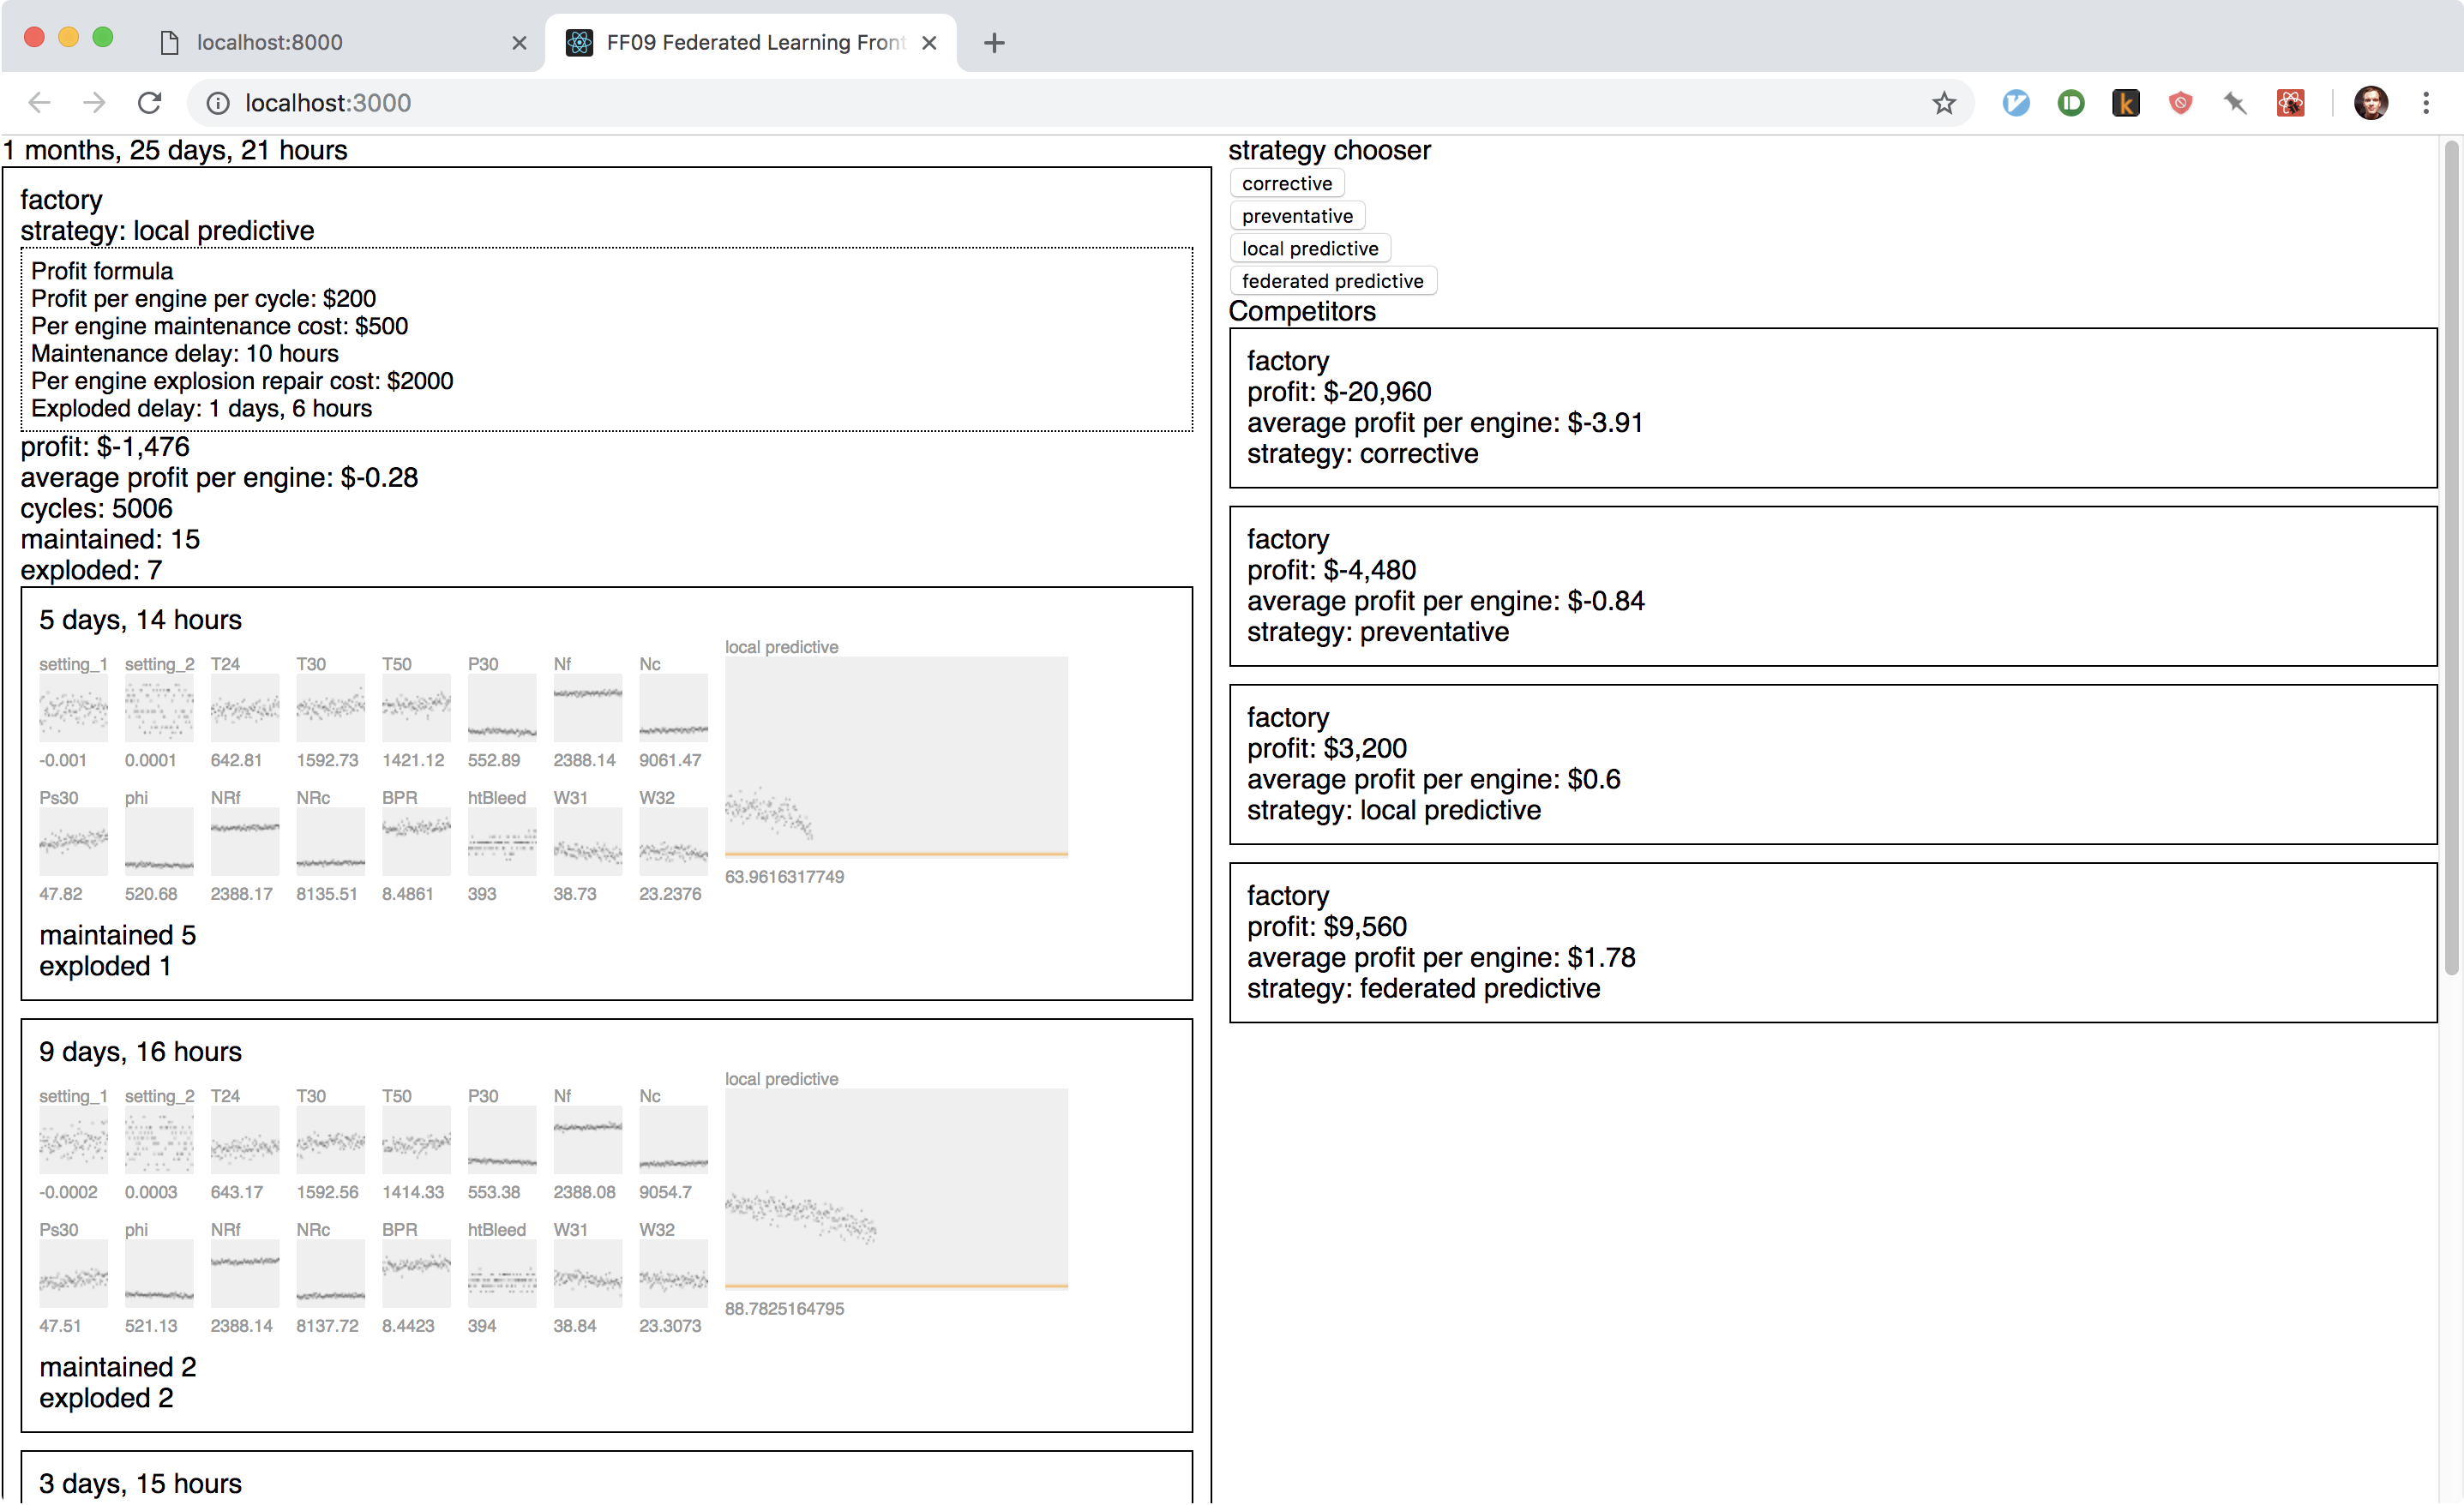 localhost:8000
FF09 Federated Learning Front
localhost:3000
1 months, 25 days, 21 hours
factory
strategy: local predictive
Profit formula
Profit per engine per cycle: $200
Per engine maintenance cost: $500
Maintenance delay: 10 hours
Per engine explosion repair cost: $2000
Exploded delay: 1 days, 6 hours
profit: $-1,476
average profit per engine: $-0.28
cycles: 5006
maintained: 15
exploded: 7
5 days, 14 hours
setting_1 setting_2 T24 T30 T50 P30 Nf Nc
-0.001 0.0001 642.81 1592.73 1421.12 552.89 2388.14 9061.47
Ps30 phi NRf NRc BPR htBleed W31 W32
47.82 520.68 2388.17 8135.51 8.4861 393 38.73 23.2376
local predictive
63.9616317749
maintained 5
exploded 1
9 days, 16 hours
setting_1 setting_2 T24 T30 T50 P30 Nf Nc
-0.0002 0.0003 643.17 1592.56 1414.33 553.38 2388.08 9054.7
Ps30 phi NRf NRc BPR htBleed W31 W32
47.51 521.13 2388.14 8137.72 8.4423 394 38.84 23.3073
local predictive
88.7825164795
maintained 2
exploded 2
3 days, 15 hours
strategy chooser
corrective
preventative
local predictive
federated predictive
Competitors
factory
profit: $-20,960
average profit per engine: $-3.91
strategy: corrective
factory
profit: $-4,480
average profit per engine: $-0.84
strategy: preventative
factory
profit: $3,200
average profit per engine: $0.6
strategy: local predictive
factory
profit: $9,560
average profit per engine: $1.78
strategy: federated predictive